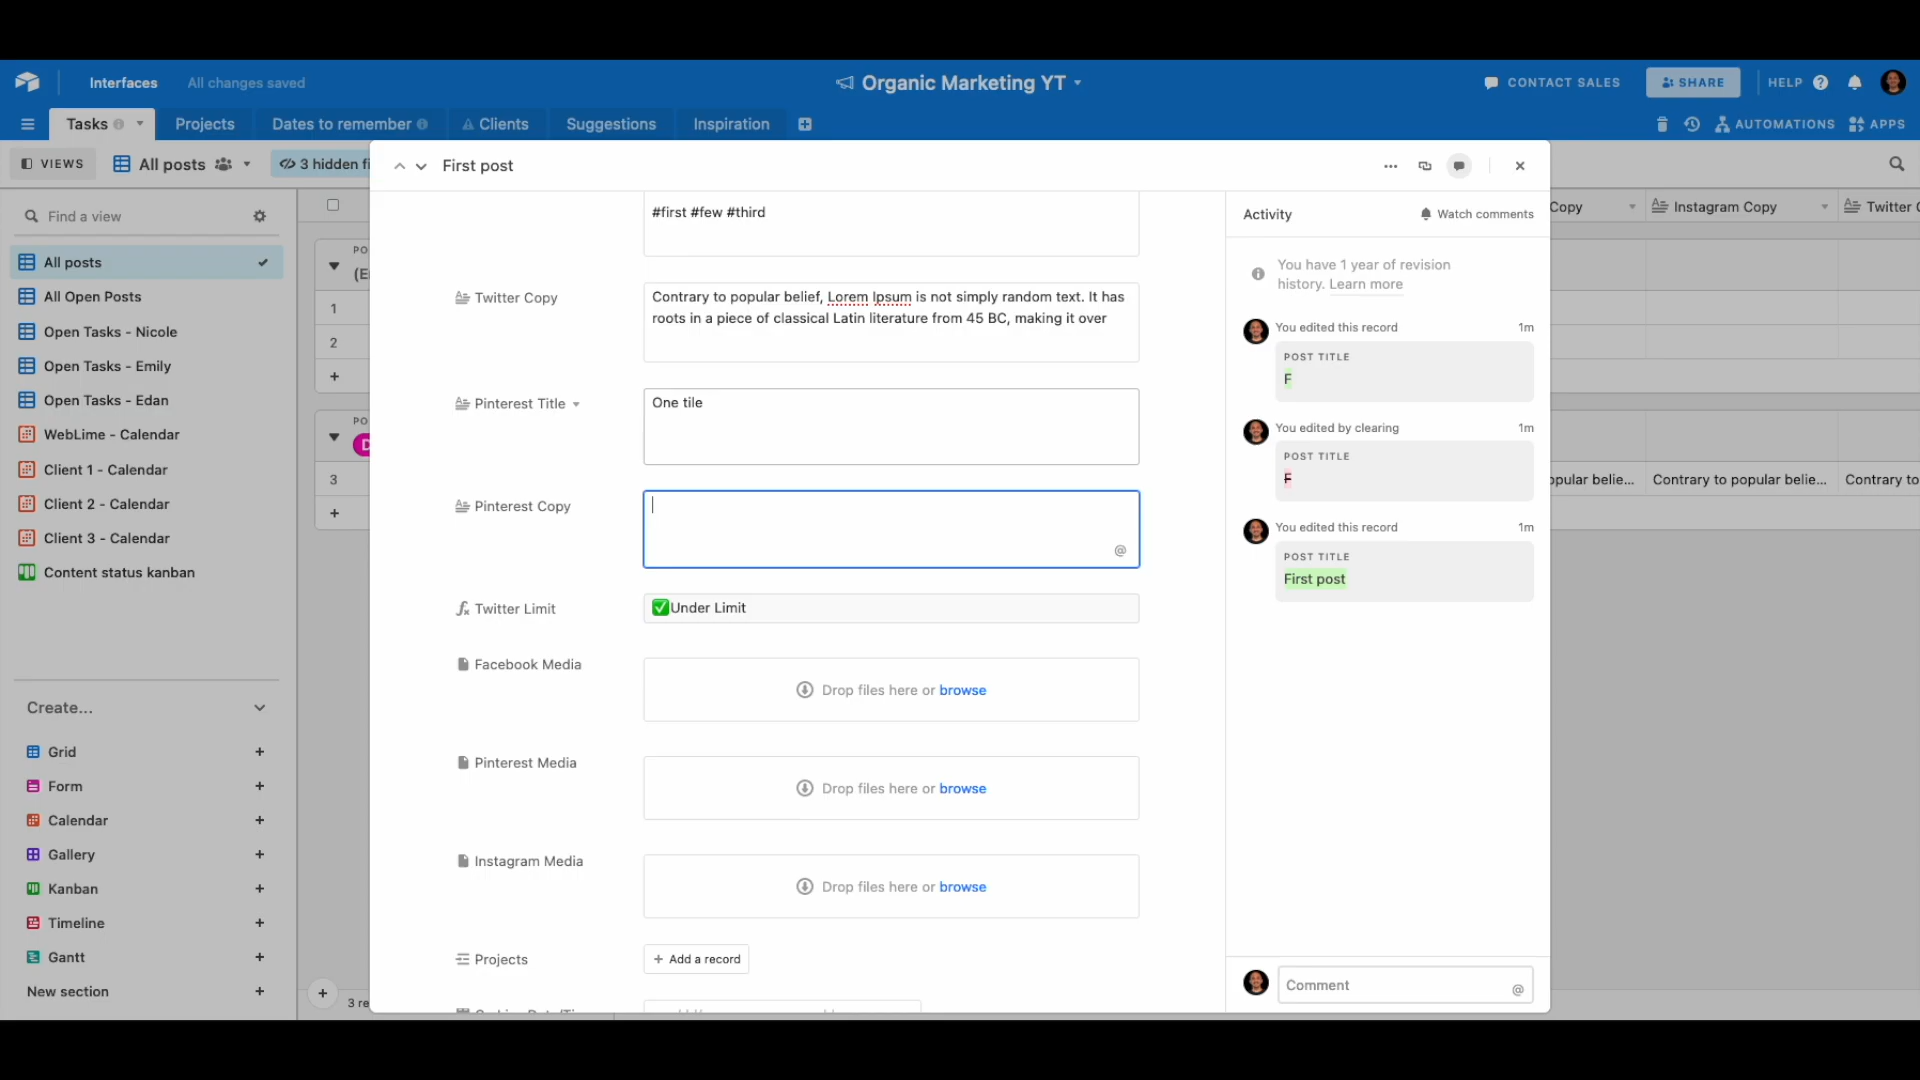 Interfaces
All changes saved
Organic Marketing YT
CONTACT SALES
SHARE
HELP
Tasks
Projects
Dates to remember
Clients
Suggestions
Inspiration
AUTOMATIONS
APPS
VIEWS
All posts
3 hidden fi
First post
Find a view
All posts
All Open Posts
Open Tasks - Nicole
Open Tasks - Emily
Open Tasks - Edan
WebLime - Calendar
Client 1 - Calendar
Client 2 - Calendar
Client 3 - Calendar
Content status kanban
Create...
Grid
Form
Calendar
Gallery
Kanban
Timeline
Gantt
New section
PO
(E
1
2
PO
D
3
3 re
#first #few #third
Twitter Copy
Contrary to popular belief, Lorem Ipsum is not simply random text. It has
roots in a piece of classical Latin literature from 45 BC, making it over
Pinterest Title
One tile
Pinterest Copy
@
Twitter Limit
✅Under Limit
Facebook Media
Drop files here or browse
Pinterest Media
Drop files here or browse
Instagram Media
Drop files here or browse
Projects
+ Add a record
Activity
Watch comments
You have 1 year of revision
history. Learn more
You edited this record
1m
POST TITLE
F
You edited by clearing
1m
POST TITLE
F
You edited this record
1m
POST TITLE
First post
Comment
@
Copy
Instagram Copy
Twitter C
opular belie...
Contrary to popular belie...
Contrary to